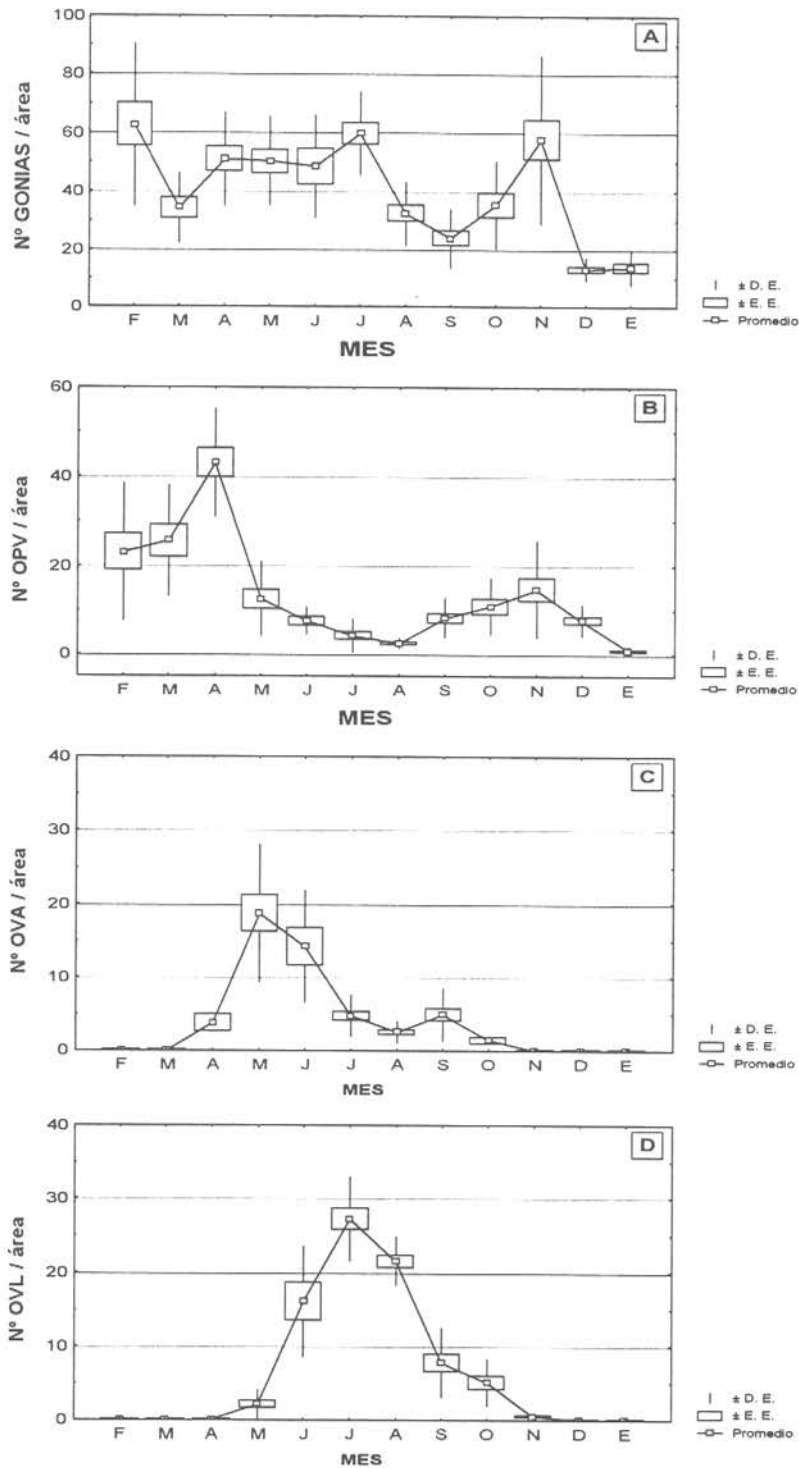 A
Nº GONIAS / área
100
80
60
40
20
0
F M A M J J A S O N D E
MES
± D. E.
± E. E.
Promedio
B
Nº OPV / área
60
40
20
0
F M A M J J A S O N D E
MES
± D. E.
± E. E.
Promedio
C
Nº OVA / área
40
30
20
10
0
F M A M J J A S O N D E
MES
± D. E.
± E. E.
Promedio
D
Nº OVL / área
40
30
20
10
0
F M A M J J A S O N D E
MES
± D. E.
± E. E.
Promedio